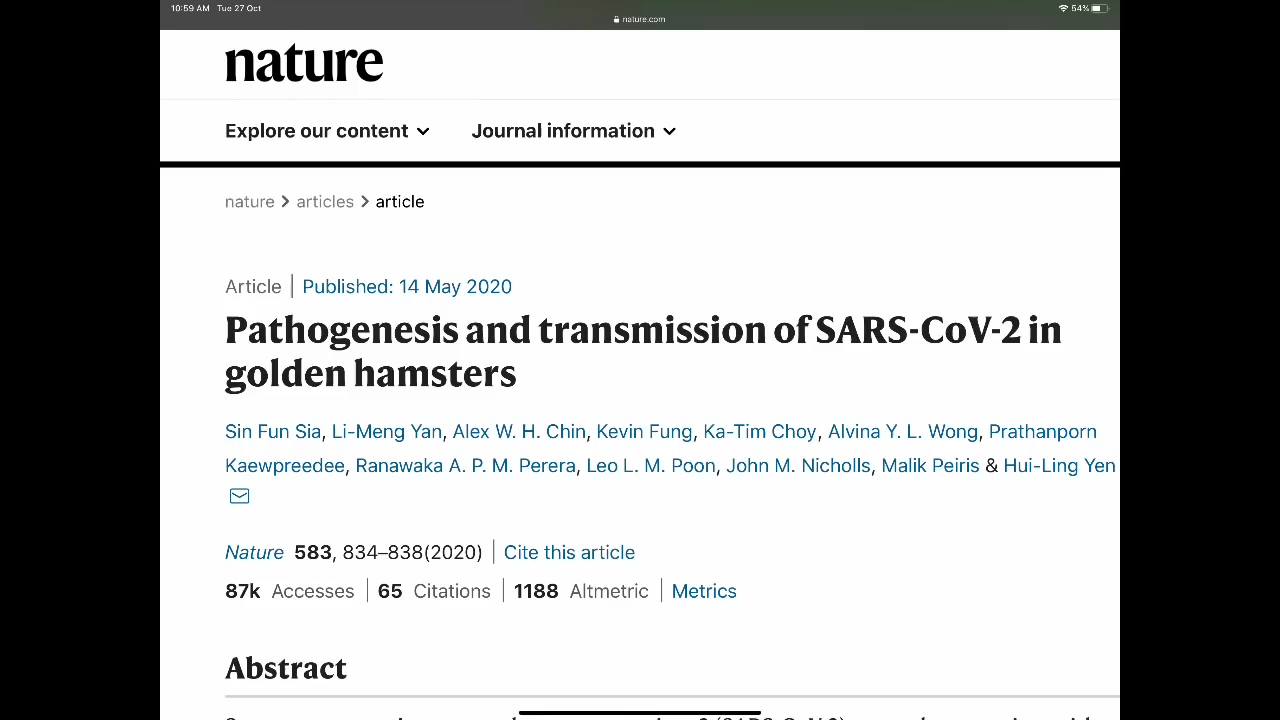 10:59 AM Tue 27 Oct
54%
nature.com
nature
Explore our content
Journal information
nature > articles > article
Article | Published: 14 May 2020
Pathogenesis and transmission of SARS-CoV-2 in
golden hamsters
Sin Fun Sia, Li-Meng Yan, Alex W. H. Chin, Kevin Fung, Ka-Tim Choy, Alvina Y. L. Wong, Prathanporn
Kaewpreedee, Ranawaka A. P. M. Perera, Leo L. M. Poon, John M. Nicholls, Malik Peiris & Hui-Ling Yen
Nature 583, 834–838(2020) | Cite this article
87k Accesses | 65 Citations | 1188 Altmetric | Metrics
Abstract